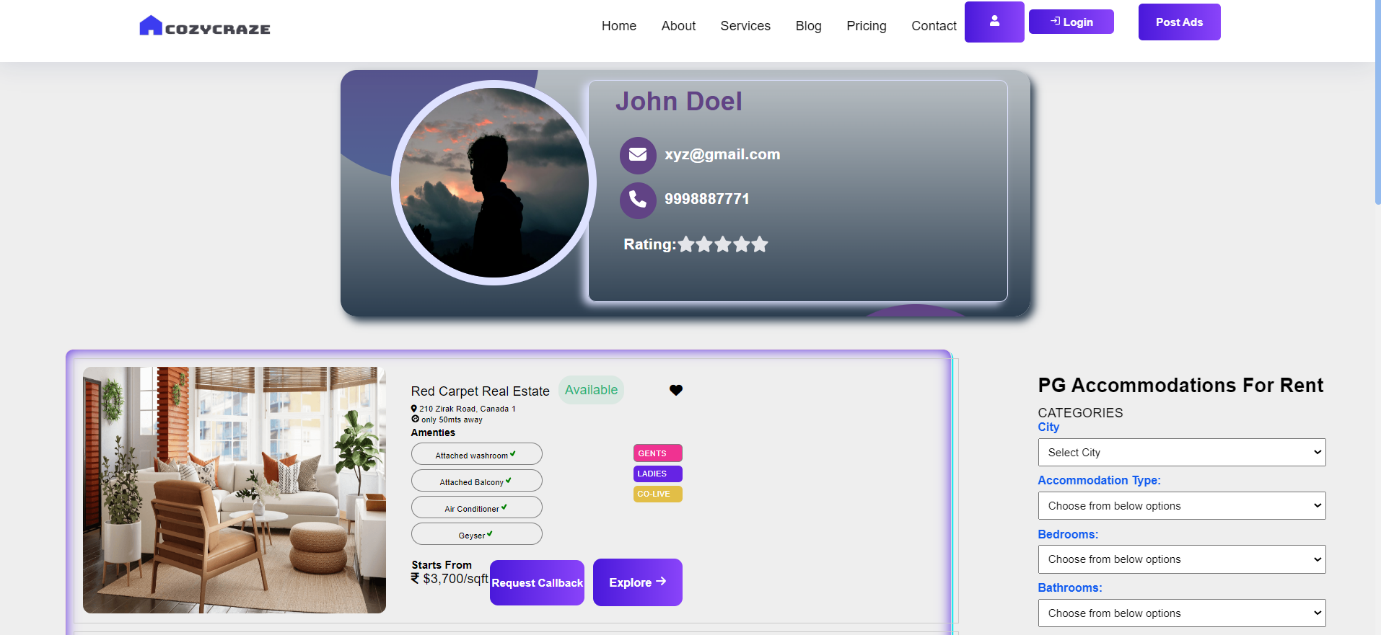 COZYCRAZE
Home About Services Blog Pricing Contact Login Post Ads
John Doel
xyz@gmail.com
9998887771
Rating:
Red Carpet Real Estate Available
210 Zirak Road, Canada 1
only 50mts away
Amenties
Attached washroom
Attached Balcony
Air Conditioner
Geyser
GENTS
LADIES
CO-LIVE
Starts From
₹ $3,700/sqft
Request Callback
Explore
PG Accommodations For Rent
CATEGORIES
City
Select City
Accommodation Type:
Choose from below options
Bedrooms:
Choose from below options
Bathrooms:
Choose from below options